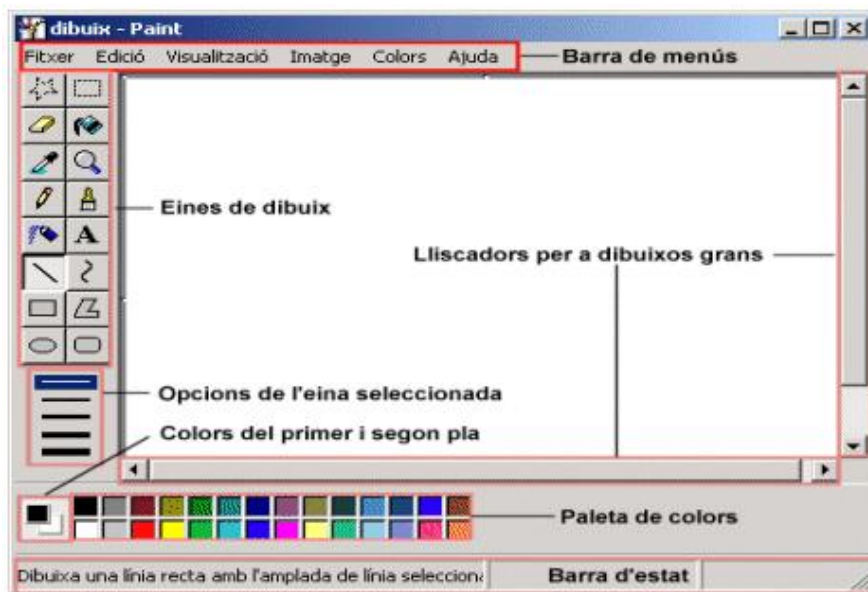 dibuix - Paint
Fitxer Edició Visualització Imatge Colors Ajuda
Barra de menús
Eines de dibuix
A
Lliscadors per a dibuixos grans
Opcions de l'eina seleccionada
Colors del primer i segon pla
Paleta de colors
Dibuixa una línia recta amb l'amplada de línia seleccion
Barra d'estat